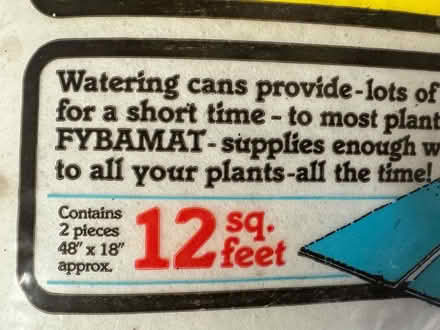 Watering cans provide-lots of
for a short time - to most plant
FYBAMAT-supplies enough w
to all your plants-all the time!
Contains
2 pieces
48" x 18"
approx.
12 sq.
feet